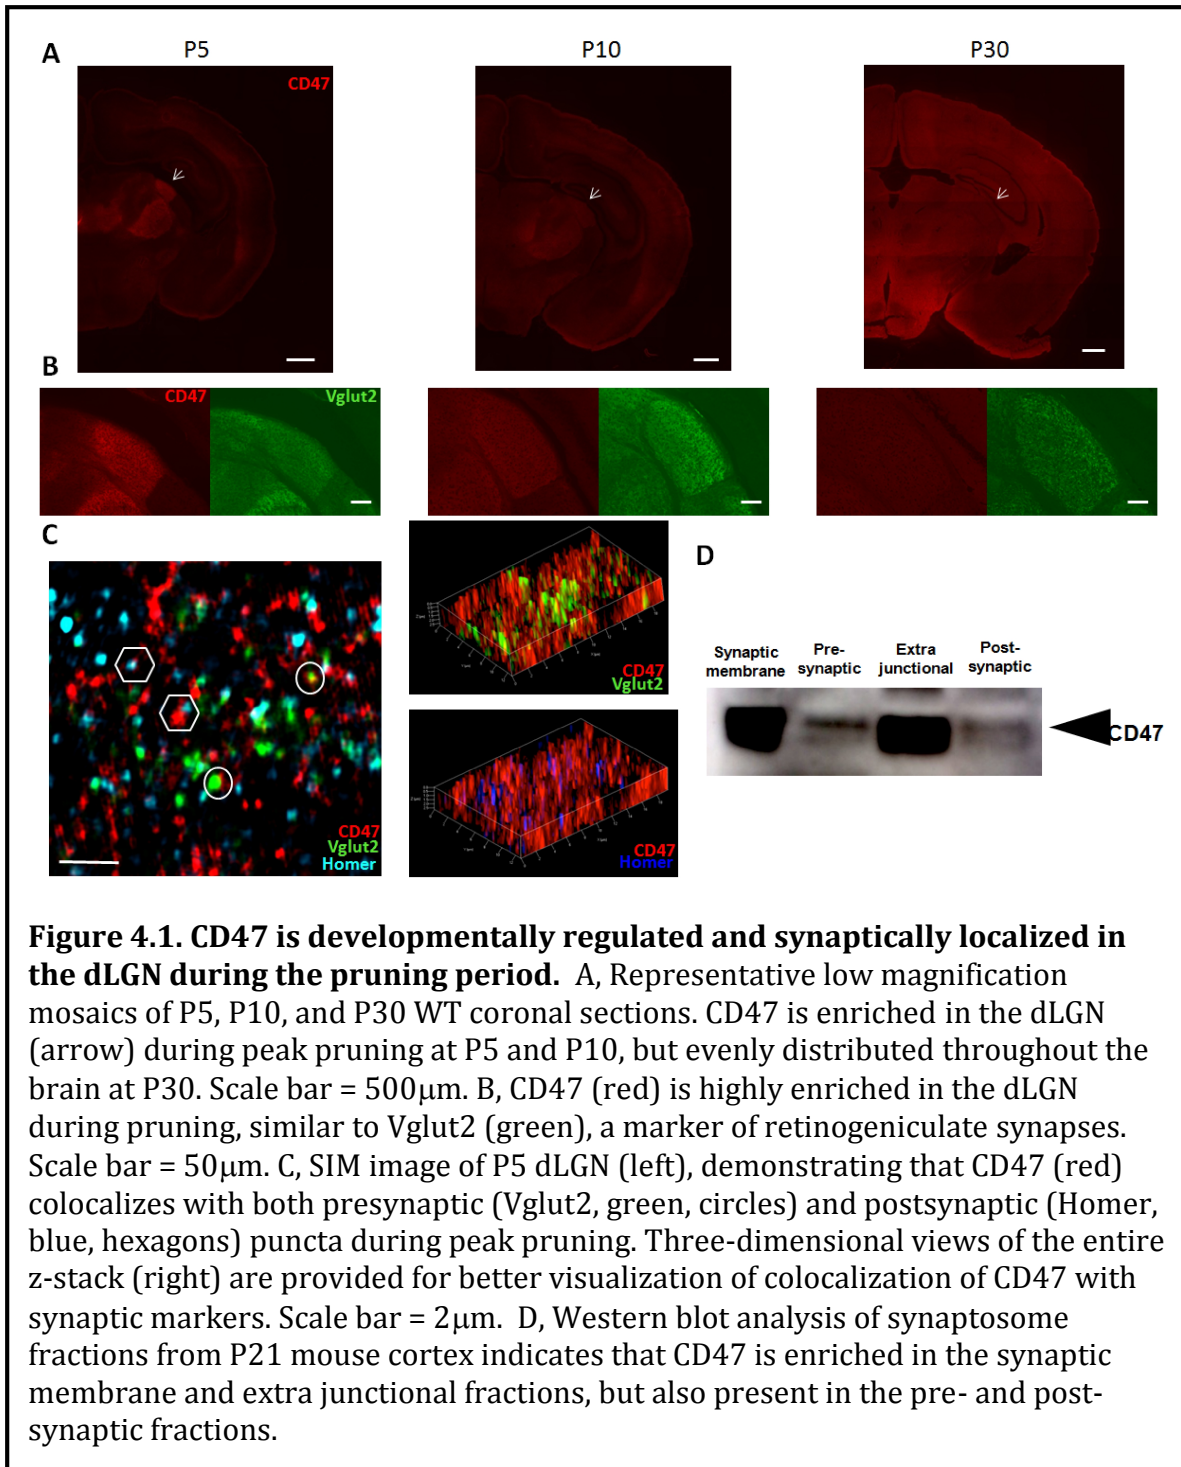 A
P5
P10
P30
CD47
B
CD47
Vglut2
C
CD47
Vglut2
Homer
CD47
Vglut2
CD47
Homer
D
Synaptic
membrane
Pre-
synaptic
Extra
junctional
Post-
synaptic
CD47
Figure 4.1. CD47 is developmentally regulated and synaptically localized in
the dLGN during the pruning period. A, Representative low magnification
mosaics of P5, P10, and P30 WT coronal sections. CD47 is enriched in the dLGN
(arrow) during peak pruning at P5 and P10, but evenly distributed throughout the
brain at P30. Scale bar = 500μm. B, CD47 (red) is highly enriched in the dLGN
during pruning, similar to Vglut2 (green), a marker of retinogeniculate synapses.
Scale bar = 50μm. C, SIM image of P5 dLGN (left), demonstrating that CD47 (red)
colocalizes with both presynaptic (Vglut2, green, circles) and postsynaptic (Homer,
blue, hexagons) puncta during peak pruning. Three-dimensional views of the entire
z-stack (right) are provided for better visualization of colocalization of CD47 with
synaptic markers. Scale bar = 2μm. D, Western blot analysis of synaptosome
fractions from P21 mouse cortex indicates that CD47 is enriched in the synaptic
membrane and extra junctional fractions, but also present in the pre- and post-
synaptic fractions.